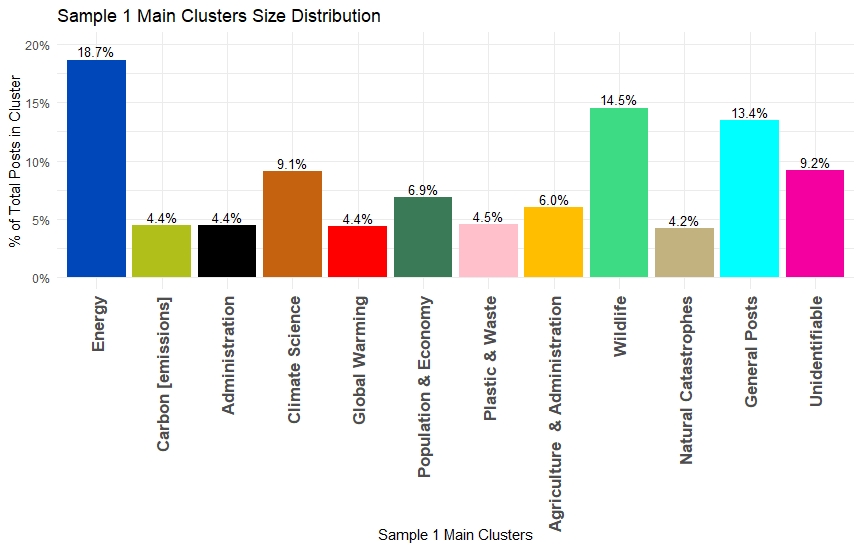 Sample 1 Main Clusters Size Distribution
% of Total Posts in Cluster
20%
15%
10%
5%
0%
18.7%
4.4%
4.4%
9.1%
4.4%
6.9%
4.5%
6.0%
14.5%
4.2%
13.4%
9.2%
Energy
Carbon [emissions]
Administration
Climate Science
Global Warming
Population & Economy
Plastic & Waste
Agriculture  & Administration
Wildlife
Natural Catastrophes
General Posts
Unidentifiable
Sample 1 Main Clusters